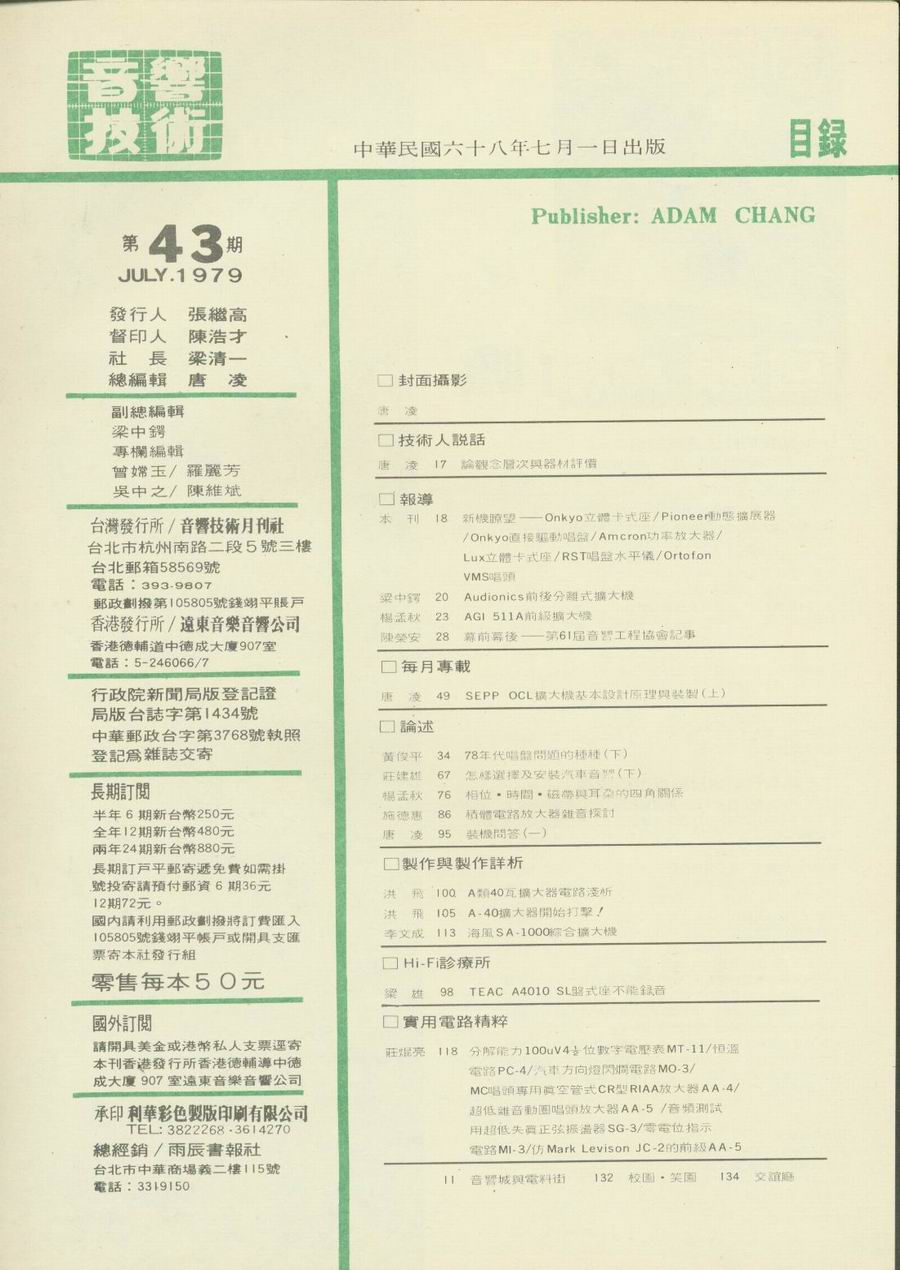 音響
技術
中華民國六十八年七月一日出版
目録
Publisher: ADAM CHANG
第43期
JULY.1979
發行人 張繼高
督印人 陳浩才
社 長 梁清一
總編輯 唐 凌
副總編輯
梁中鍔
專欄編輯
曾嫦玉/ 羅麗芳
吳中之/ 陳維斌
台灣發行所/音響技術月刊社
台北市杭州南路二段5號三樓
台北郵箱58569號
電話：393-9807
郵政劃撥第105805號錢翊平賬戶
香港發行所/遠東音樂音響公司
香港德輔道中德成大廈907室
電話：5-246066/7
行政院新聞局版登記證
局版台誌字第1434號
中華郵政台字第3768號執照
登記爲雜誌交寄
長期訂閲
半年6期新台幣250元
全年12期新台幣480元
兩年24期新台幣880元
長期訂戶平郵寄遞免費如需掛
號投寄請預付郵資6期36元
12期72元。
國内請利用郵政劃撥將訂費匯入
105805號錢翊平帳戶或開具支匯
票寄本社發行組
零售每本50元
國外訂閲
請開具美金或港幣私人支票逕寄
本刊香港發行所香港德輔導中德
成大廈 907 室遠東音樂音響公司
承印 利華彩色製版印刷有限公司
TEL: 3822268·3614270
總經銷/雨辰書報社
台北市中華商場義二樓115號
電話：3319150
□ 封面攝影
唐 凌
□ 技術人説話
唐 凌 17 論觀念層次與器材評價
□ 報導
本 刊 18 新機瞭望——Onkyo立體卡式座/Pioneer動態擴展器
/Onkyo直接驅動唱盤/Amcron功率放大器/
Lux立體卡式座/RST唱盤水平儀/Ortofon
VMS唱頭
梁中鍔 20 Audionics前後分離式擴大機
楊孟秋 23 AGI 511A前級擴大機
陳榮安 28 幕前幕後——第61屆音響工程協會記事
□ 每月專載
唐 凌 49 SEPP OCL擴大機基本設計原理與裝製(上)
□ 論述
黃俊平 34 78年代唱盤問題的種種(下)
莊建雄 67 怎樣選擇及安裝汽車音響(下)
楊孟秋 76 相位·時間·磁帶與耳朶的四角關係
施德惠 86 積體電路放大器雜音探討
唐 凌 95 裝機問答(一)
□製作與製作詳析
洪 飛 100 A類40瓦擴大器電路淺析
洪 飛 105 A-40擴大器開始打擊！
李文成 113 海風SA-1000綜合擴大機
□ Hi-Fi診療所
梁 雄 98 TEAC A4010 SL盤式座不能録音
□ 實用電路精粹
莊焜亮 118 分解能力100uV4½位數字電壓表MT-11/恒溫
電路PC-4/汽車方向燈閃爍電路MO-3/
MC唱頭專用眞空管式CR型RIAA放大器AA-4/
超低雜音動圈唱頭放大器AA-5 /音頻測試
用超低失眞正弦振盪器SG-3/零電位指示
電路MI-3/仿Mark Levison JC-2的前級AA-5
11 音響城與電料街 132 校園·笑園 134 交誼廳